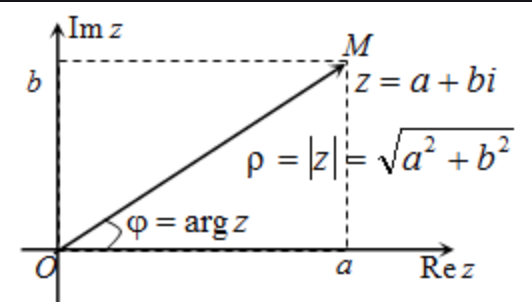 Im z
M
b
z = a + bi
ρ = |z| = √(a² + b²)
φ = arg z
O
a
Re z